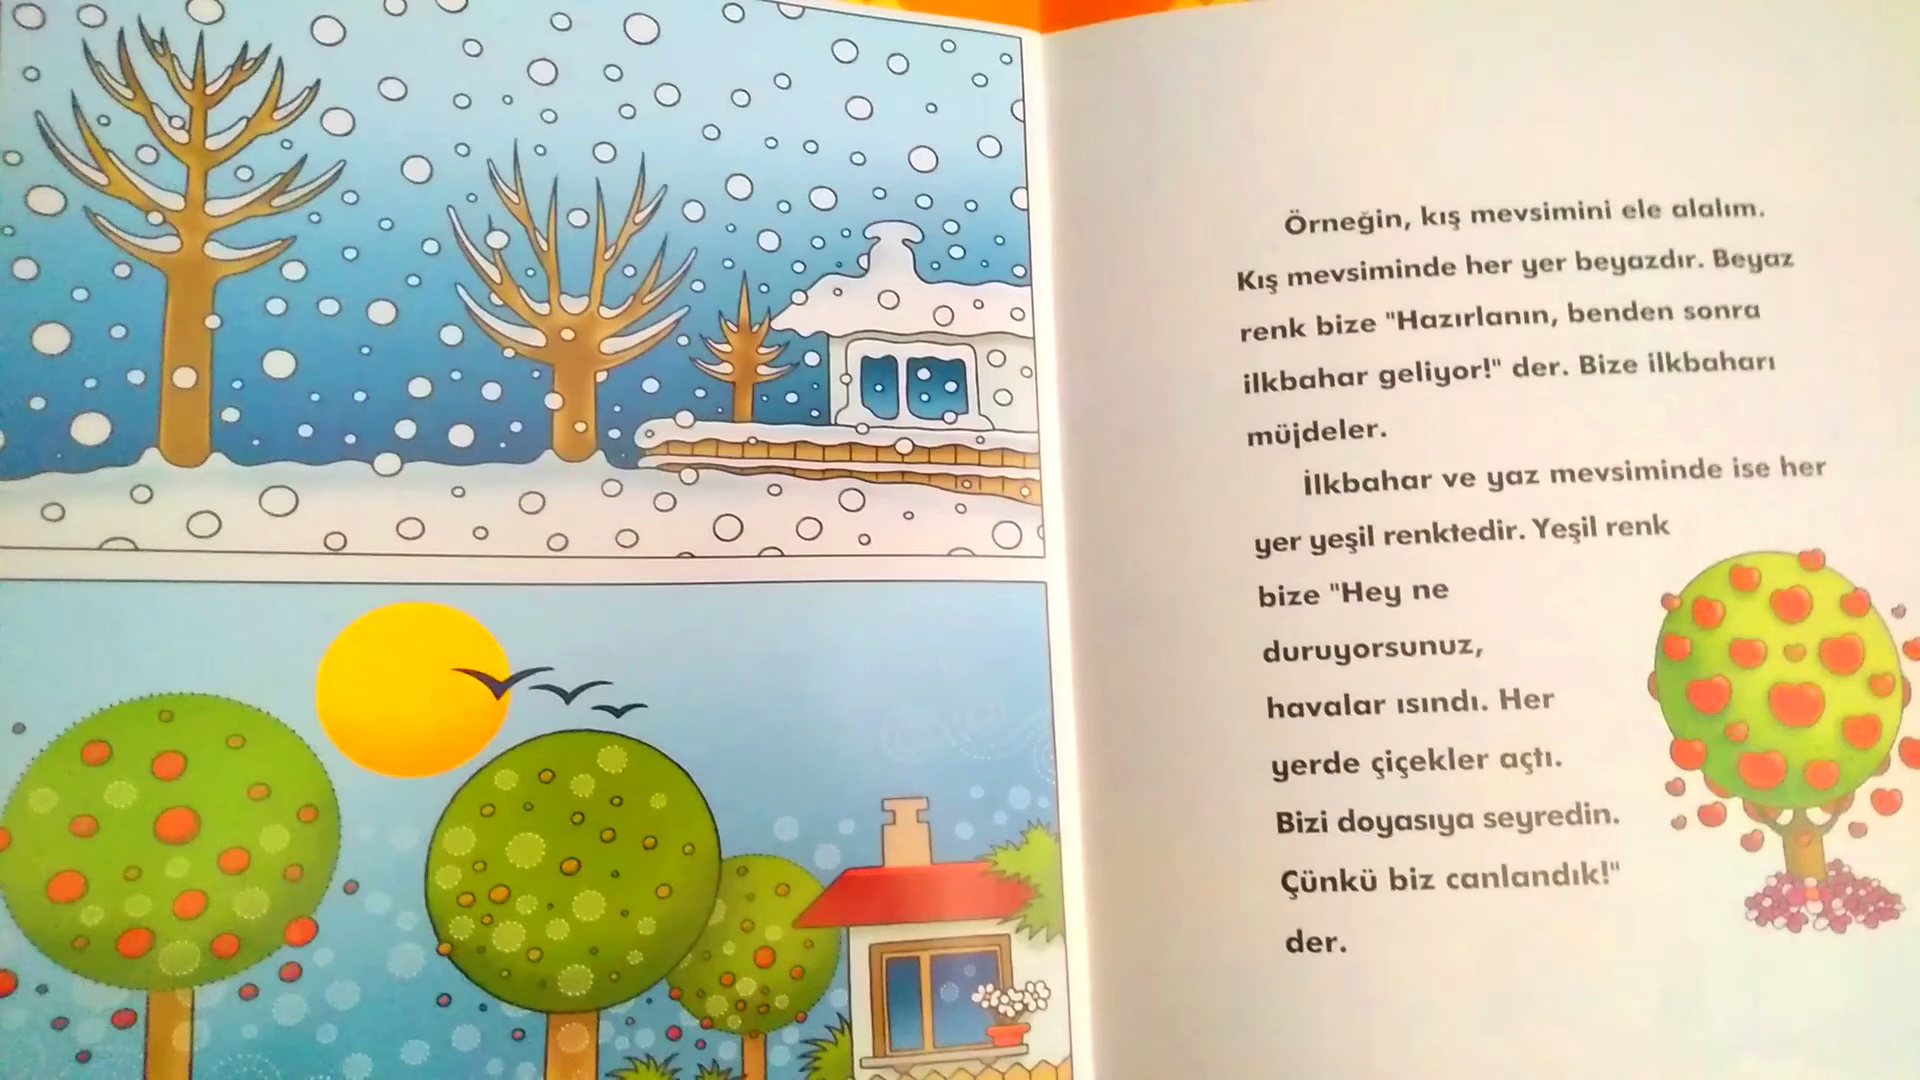 Örneğin, kış mevsimini ele alalım.
Kış mevsiminde her yer beyazdır. Beyaz
renk bize "Hazırlanın, benden sonra
ilkbahar geliyor!" der. Bize ilkbaharı
müjdeler.
İlkbahar ve yaz mevsiminde ise her
yer yeşil renktedir. Yeşil renk
bize "Hey ne
duruyorsunuz,
havalar ısındı. Her
yerde çiçekler açtı.
Bizi doyasıya seyredin.
Çünkü biz canlandık!"
der.